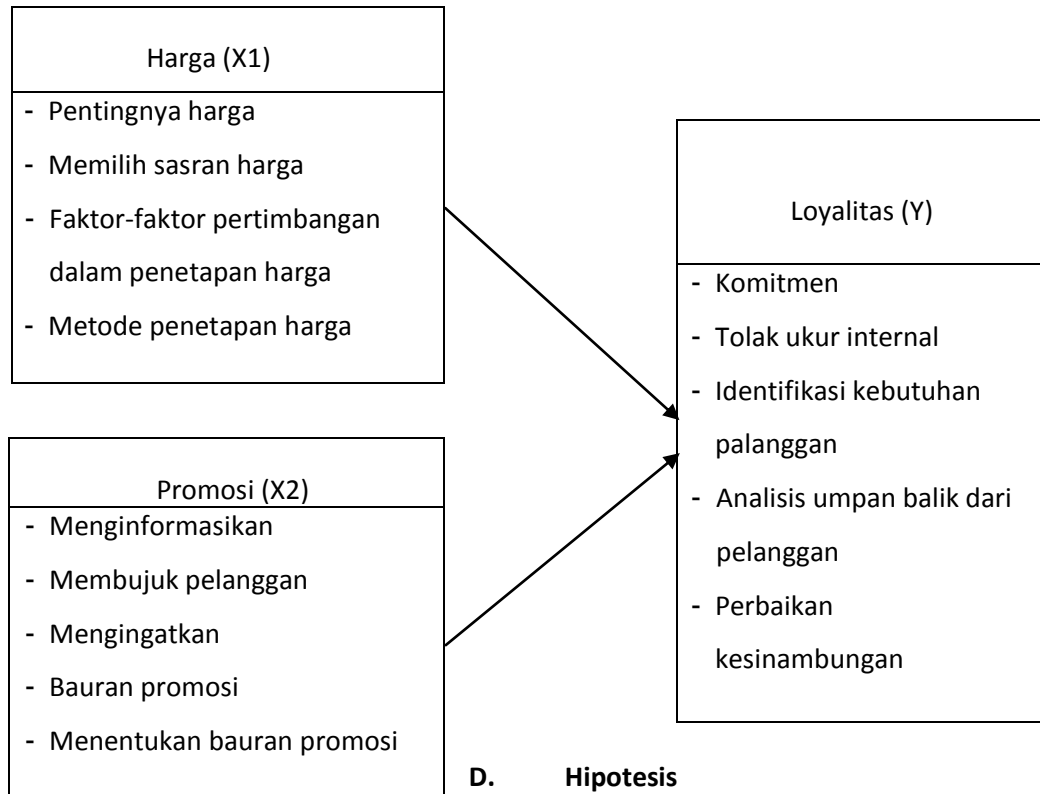 Harga (X1)
- Pentingnya harga
- Memilih sasran harga
- Faktor-faktor pertimbangan
dalam penetapan harga
- Metode penetapan harga
Promosi (X2)
- Menginformasikan
- Membujuk pelanggan
- Mengingatkan
- Bauran promosi
- Menentukan bauran promosi
Loyalitas (Y)
- Komitmen
- Tolak ukur internal
- Identifikasi kebutuhan
palanggan
- Analisis umpan balik dari
pelanggan
- Perbaikan
kesinambungan
D. Hipotesis